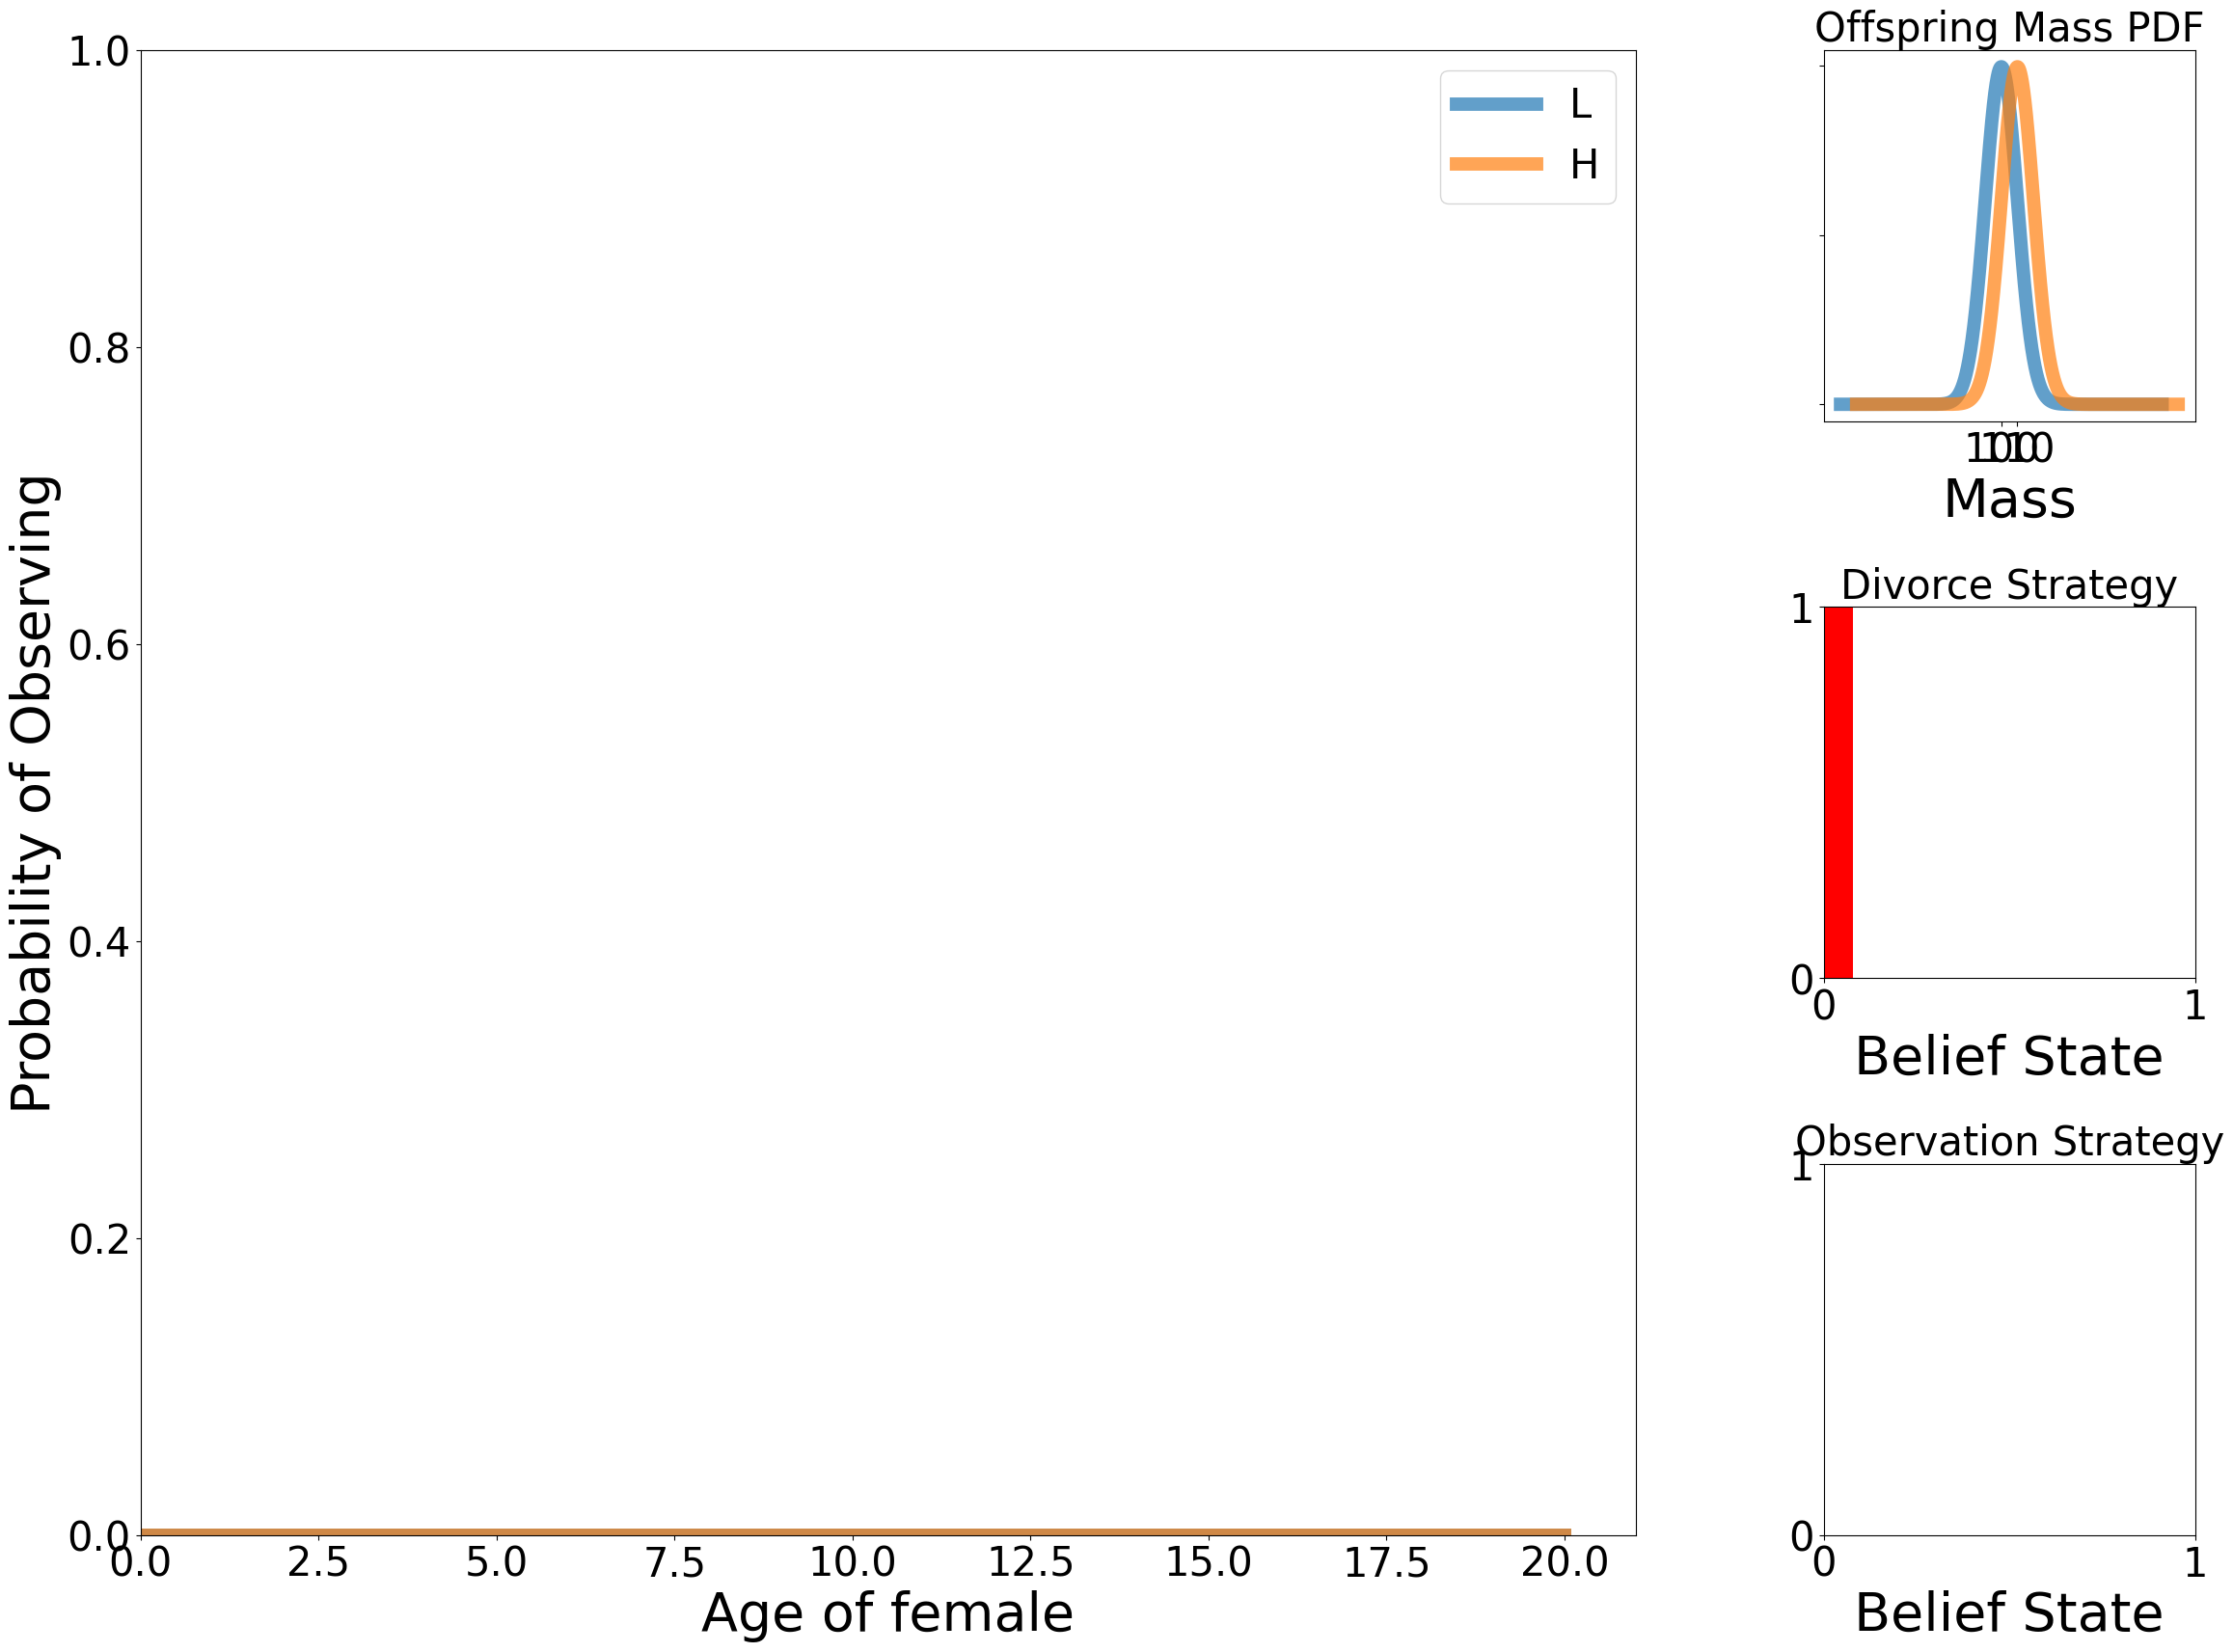 Offspring Mass PDF
1.0
0.8
0.6
0.4
0.2
0.0
Probability of Observing
L
H
0.0 2.5 5.0 7.5 10.0 12.5 15.0 17.5 20.0
Age of female
100 110
Mass
Divorce Strategy
1
0
0 1
Belief State
Observation Strategy
1
0
0 1
Belief State